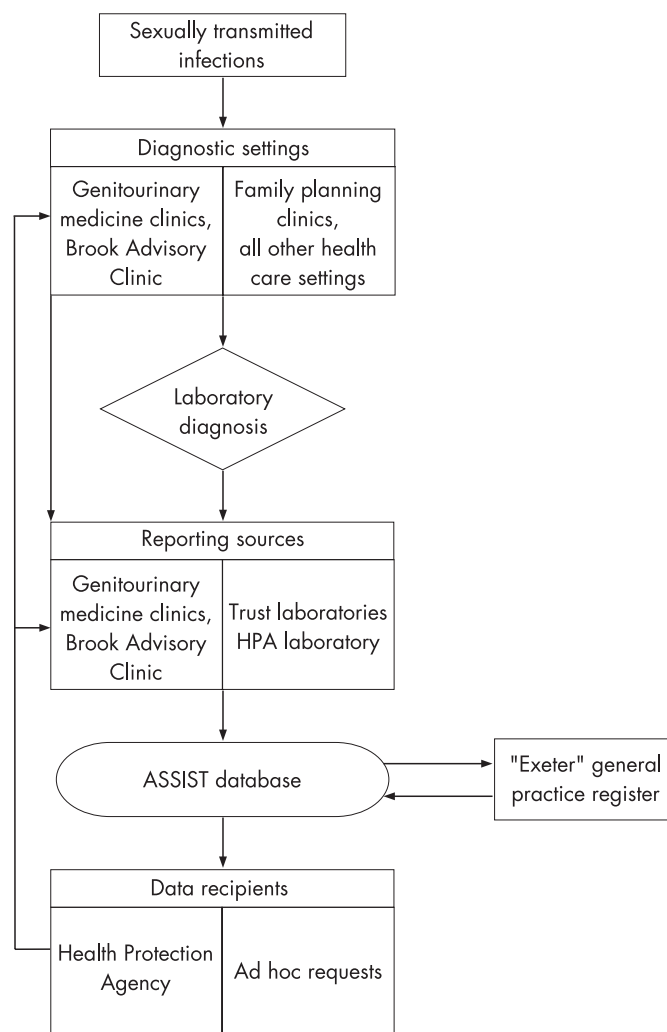 Sexually transmitted
infections
Diagnostic settings
Genitourinary
medicine clinics,
Brook Advisory
Clinic
Family planning
clinics,
all other health
care settings
Laboratory
diagnosis
Reporting sources
Genitourinary
medicine clinics,
Brook Advisory
Clinic
Trust laboratories
HPA laboratory
ASSIST database
"Exeter" general
practice register
Data recipients
Health Protection
Agency
Ad hoc requests